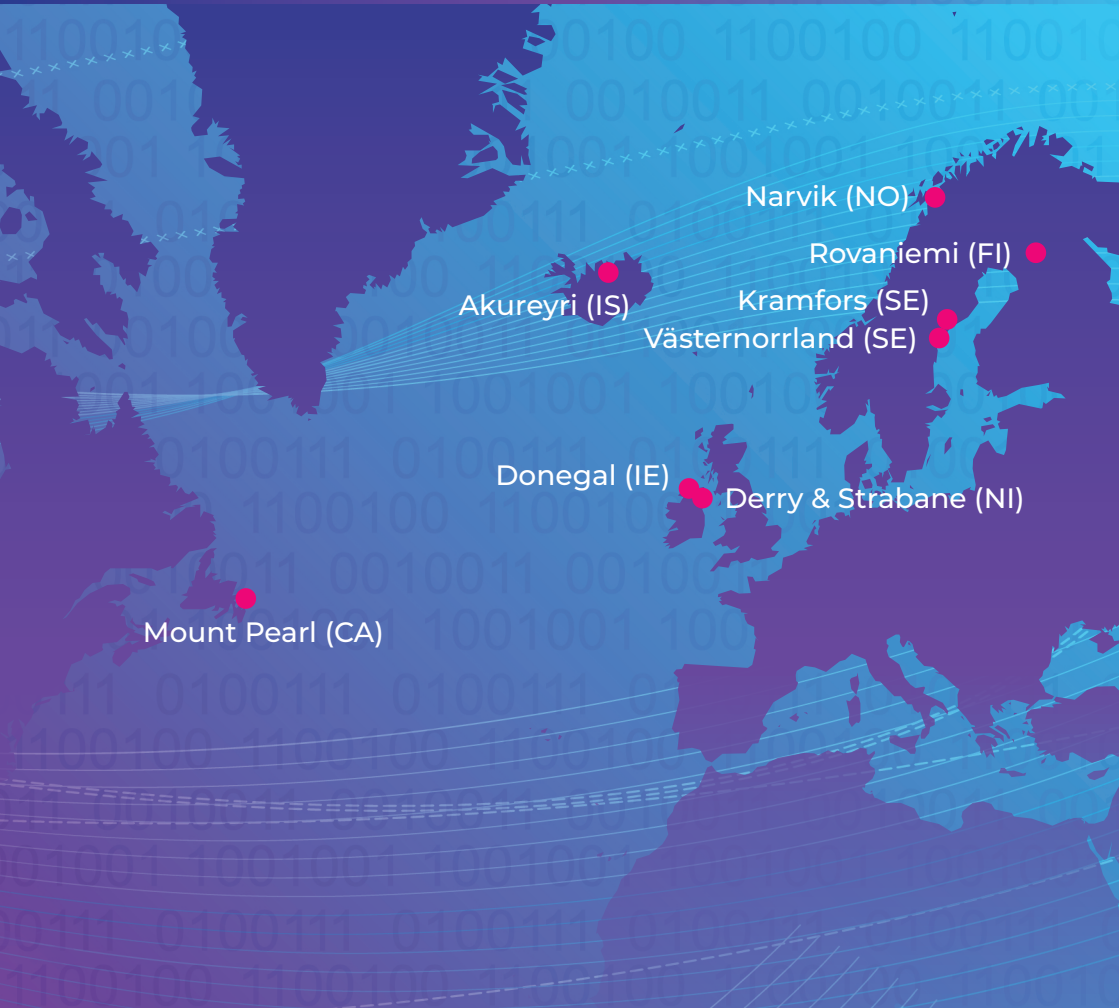 Narvik (NO)
Rovaniemi (FI)
Akureyri (IS)
Kramfors (SE)
Västernorrland (SE)
Donegal (IE)
Derry & Strabane (NI)
Mount Pearl (CA)